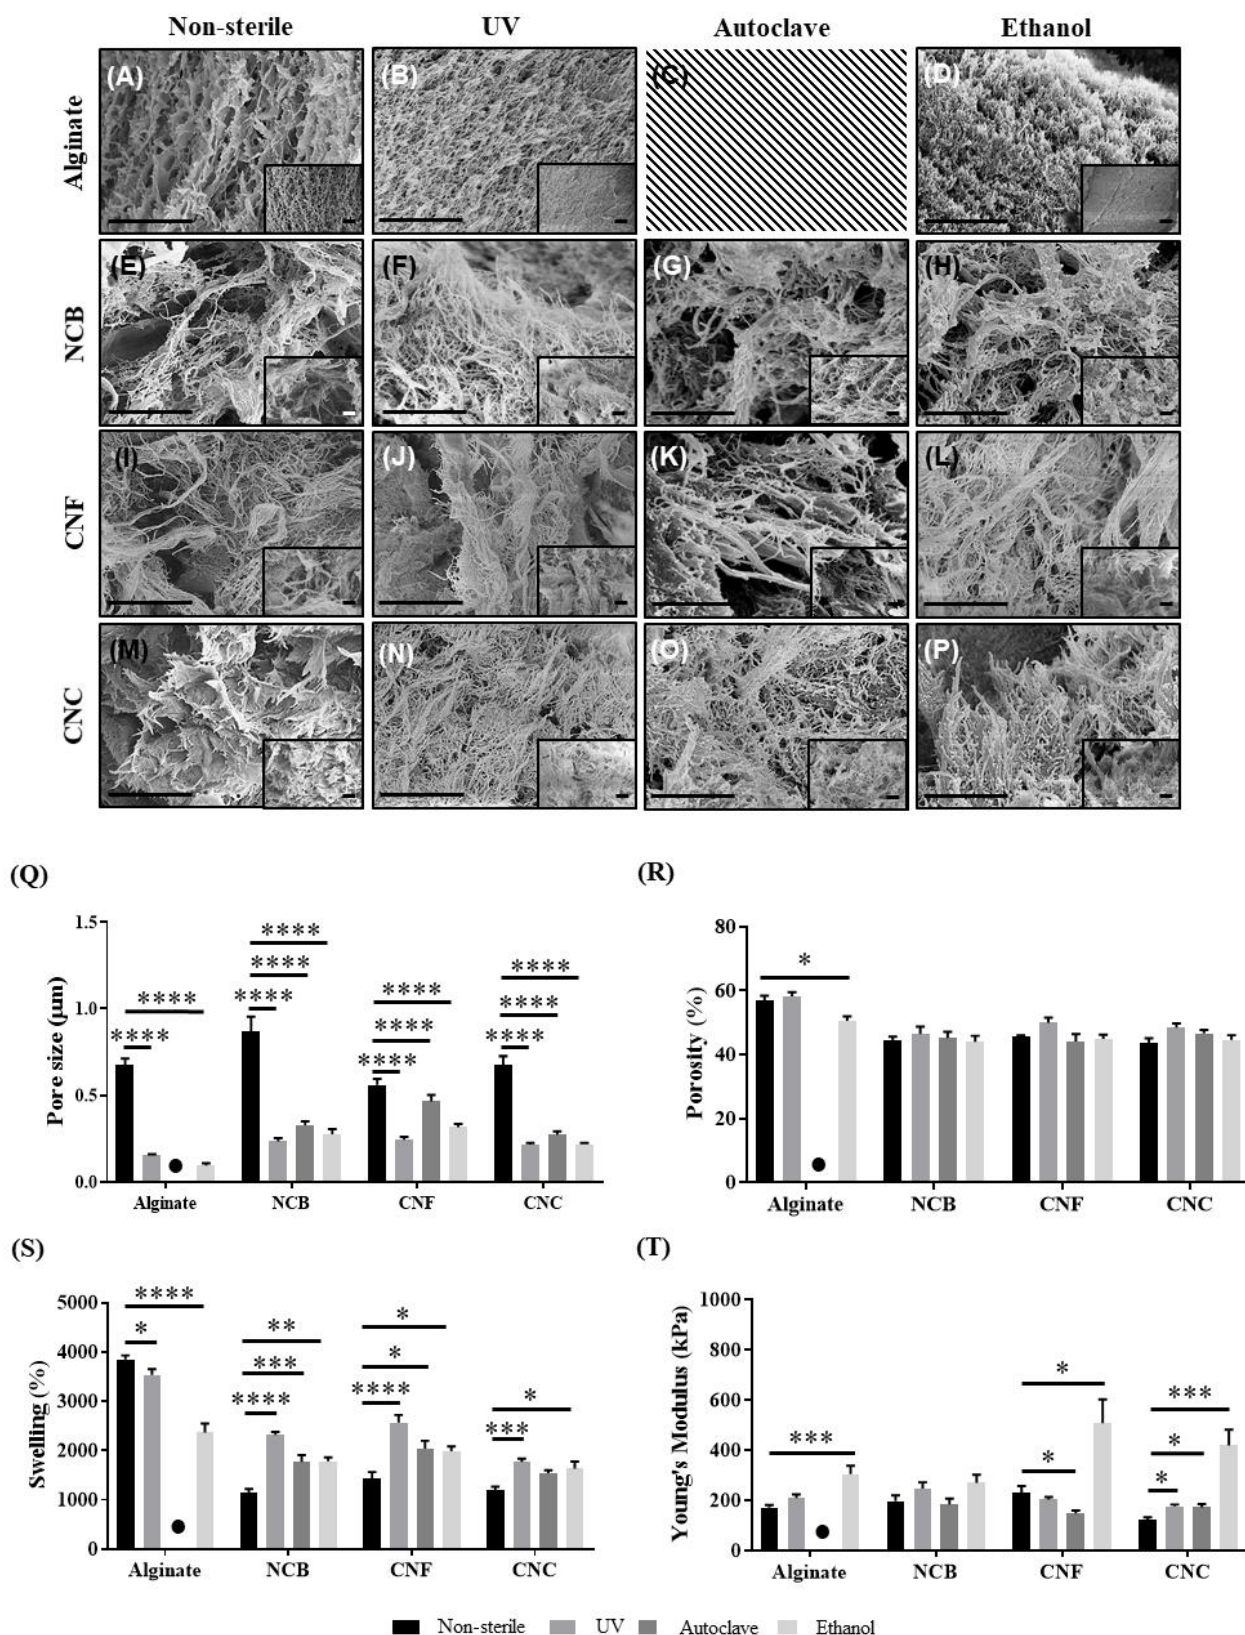 Non-sterile UV Autoclave Ethanol
Alginate
(A) (B) (C) (D)
NCB
(E) (F) (G) (H)
CNF
(I) (J) (K) (L)
CNC
(M) (N) (O) (P)
(Q)
Pore size (µm)
1.5
1.0
0.5
0.0
**** ****
**** **** ****
**** **** ****
**** **** ****
Alginate NCB CNF CNC
(R)
Porosity (%)
80
60
40
20
0
*
Alginate NCB CNF CNC
(S)
Swelling (%)
5000
4000
3000
2000
1000
0
**** *
** *** ****
* * ****
* ***
Alginate NCB CNF CNC
(T)
Young's Modulus (kPa)
1000
800
600
400
200
0
***
* *
*** * *
Alginate NCB CNF CNC
Non-sterile UV Autoclave Ethanol